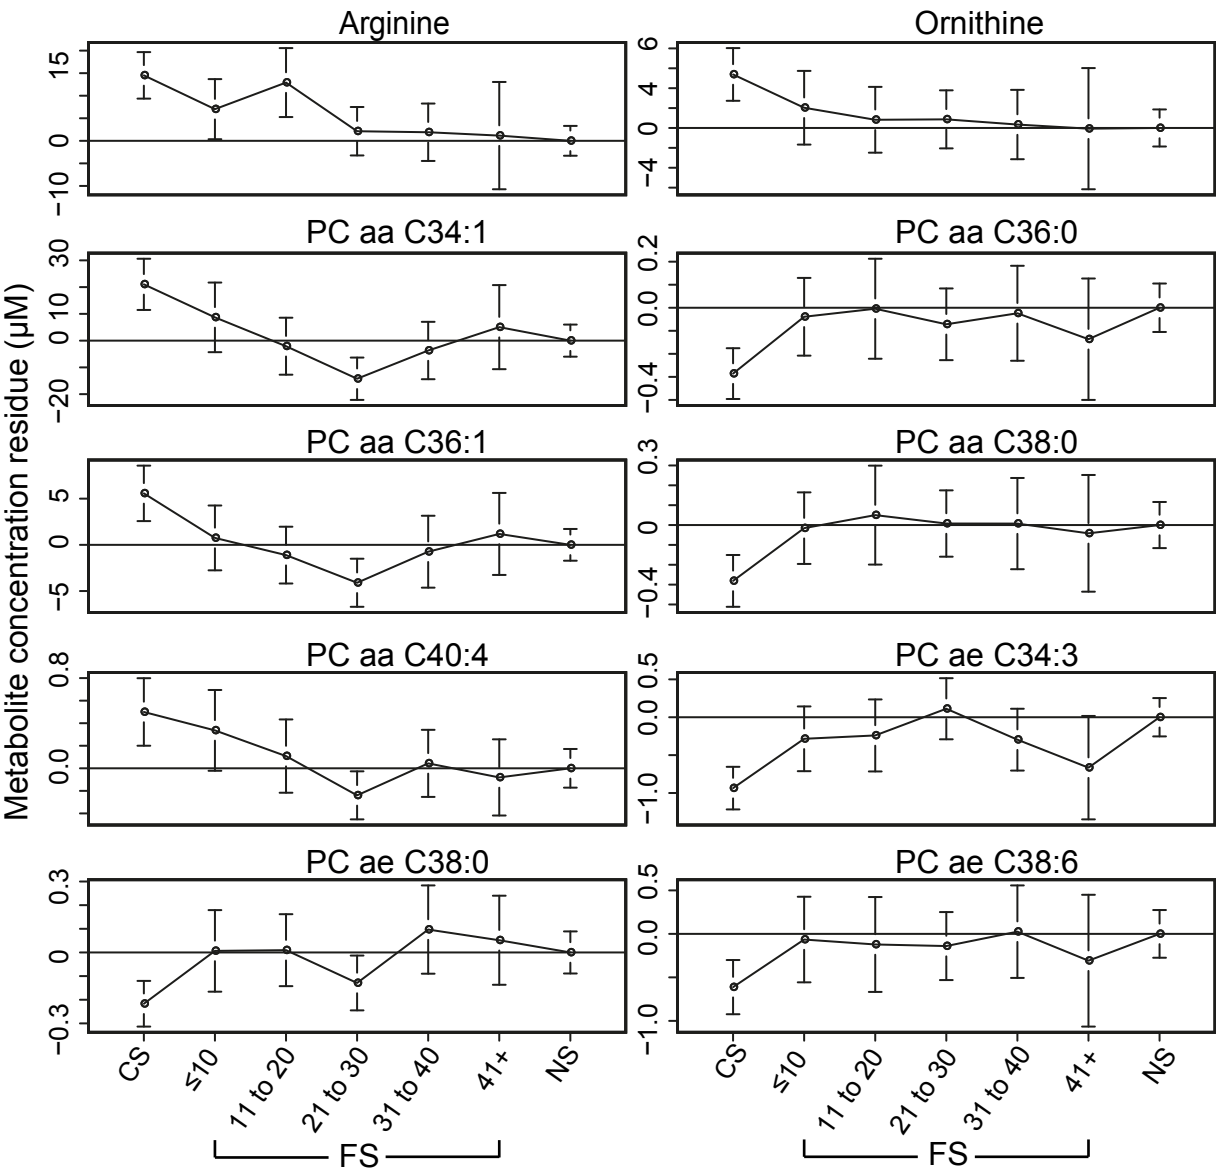 Arginine
Ornithine
15
0
−10
6
4
0
−4
PC aa C34:1
PC aa C36:0
30
10
0
−20
0.2
0.0
−0.4
PC aa C36:1
PC aa C38:0
5
0
−5
0.3
0
−0.4
PC aa C40:4
PC ae C34:3
0.8
0.0
0.5
0.0
−1.0
PC ae C38:0
PC ae C38:6
0.3
0
−0.3
0.5
0.0
−1.0
Metabolite concentration residue (µM)
CS
≤10
11 to 20
21 to 30
31 to 40
41+
NS
CS
≤10
11 to 20
21 to 30
31 to 40
41+
NS
FS
FS